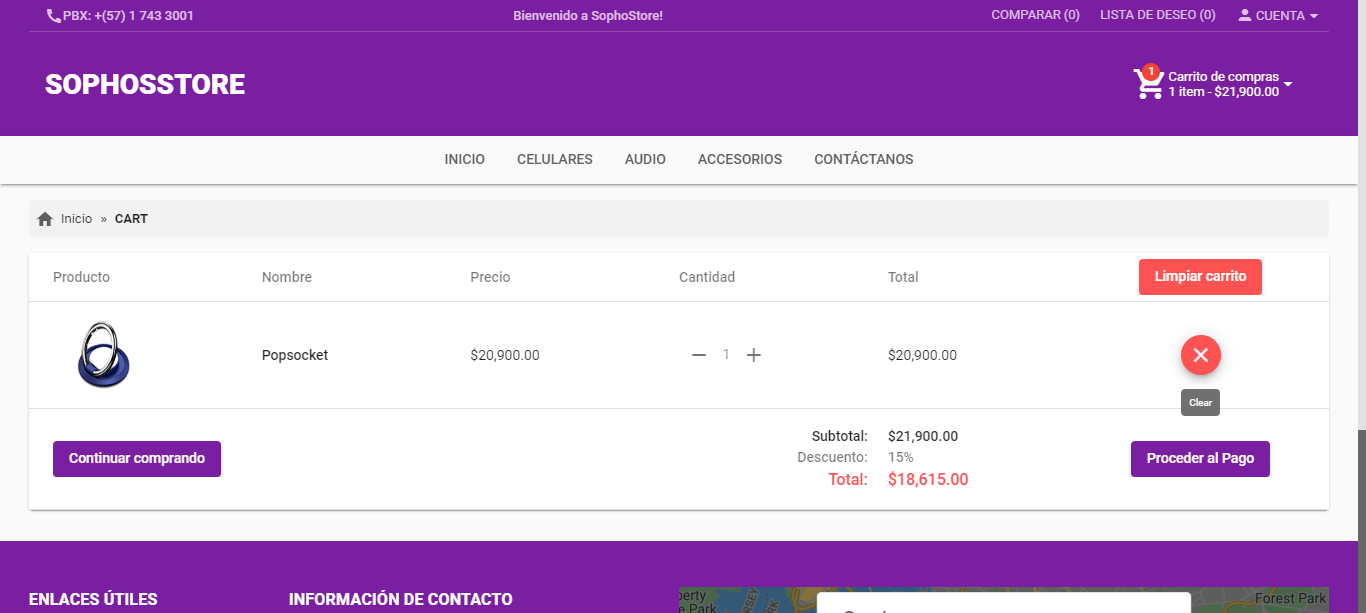 PBX: +(57) 1 743 3001
Bienvenido a SophoStore!
COMPARAR (0)
LISTA DE DESEO (0)
CUENTA
SOPHOSSTORE
1
Carrito de compras
1 item - $21,900.00
INICIO
CELULARES
AUDIO
ACCESORIOS
CONTÁCTANOS
Inicio » CART
Producto
Nombre
Precio
Cantidad
Total
Limpiar carrito
Popsocket
$20,900.00
1
$20,900.00
Clear
Continuar comprando
Subtotal: $21,900.00
Descuento: 15%
Total: $18,615.00
Proceder al Pago
ENLACES ÚTILES
INFORMACIÓN DE CONTACTO
Forest Park